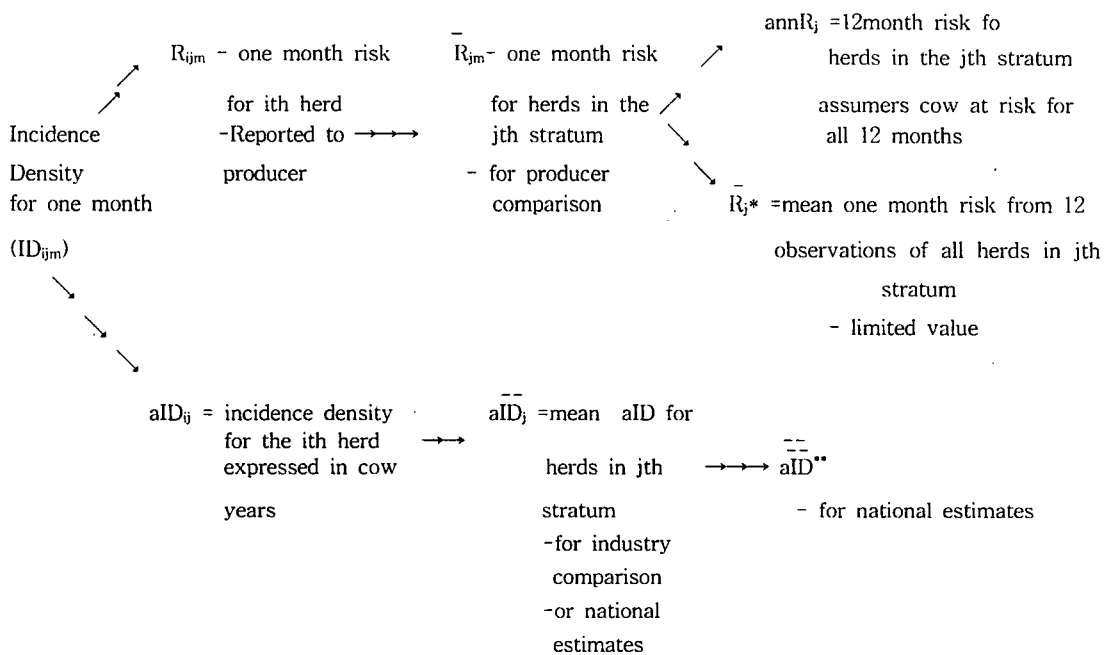 Incidence
Density
for one month
(IDijm)
Rijm - one month risk
for ith herd
-Reported to →→→
producer
R̄jm- one month risk
for herds in the
jth stratum
- for producer
comparison
annRj =12month risk fo
herds in the jth stratum
assumers cow at risk for
all 12 months
R̄j* =mean one month risk from 12
observations of all herds in jth
stratum
- limited value
aIDij = incidence density
for the ith herd →→
expressed in cow
years
aI̅D̅j =mean aID for
herds in jth →→→
stratum
-for industry
comparison
-or national
estimates
aI̿D̿••
- for national estimates